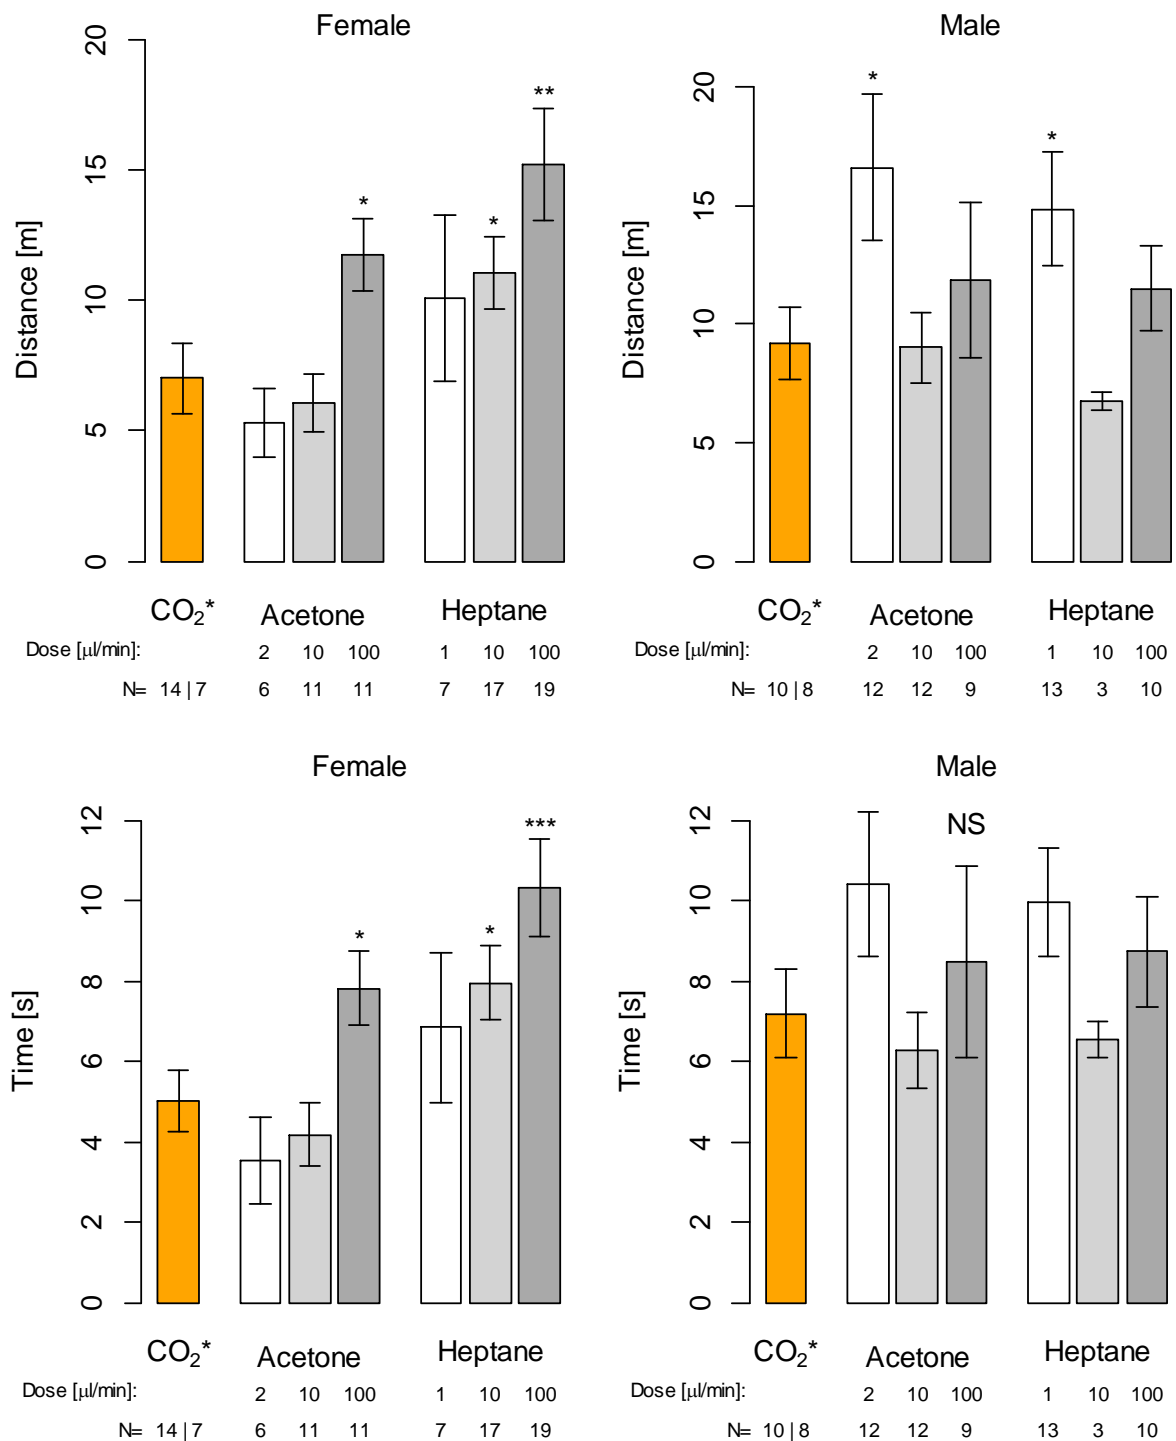 Female
Distance [m]
0 5 10 15 20
* * **
CO₂* Acetone Heptane
Dose [μl/min]: 2 10 100 1 10 100
N= 14 | 7 6 11 11 7 17 19
Male
Distance [m]
0 5 10 15 20
* *
CO₂* Acetone Heptane
Dose [μl/min]: 2 10 100 1 10 100
N= 10 | 8 12 12 9 13 3 10
Female
Time [s]
0 2 4 6 8 10 12
* * ***
CO₂* Acetone Heptane
Dose [μl/min]: 2 10 100 1 10 100
N= 14 | 7 6 11 11 7 17 19
Male
Time [s]
0 2 4 6 8 10 12
NS
CO₂* Acetone Heptane
Dose [μl/min]: 2 10 100 1 10 100
N= 10 | 8 12 12 9 13 3 10